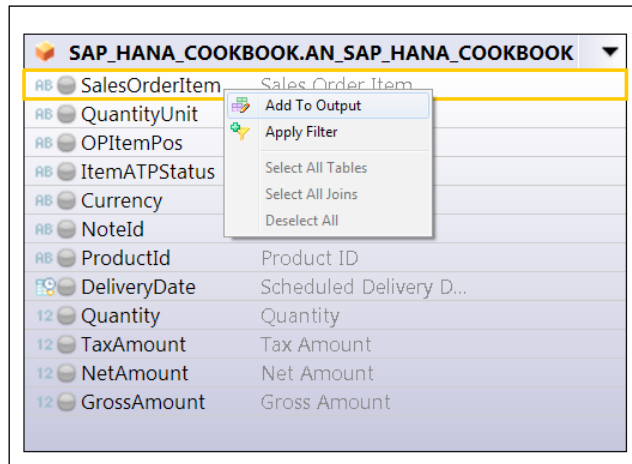 SAP_HANA_COOKBOOK.AN_SAP_HANA_COOKBOOK
AB SalesOrderItem Sales Order Item
AB QuantityUnit
AB OPItemPos
AB ItemATPStatus
AB Currency
AB NoteId
AB ProductId Product ID
DeliveryDate Scheduled Delivery D...
12 Quantity Quantity
12 TaxAmount Tax Amount
12 NetAmount Net Amount
12 GrossAmount Gross Amount
Add To Output
Apply Filter
Select All Tables
Select All Joins
Deselect All